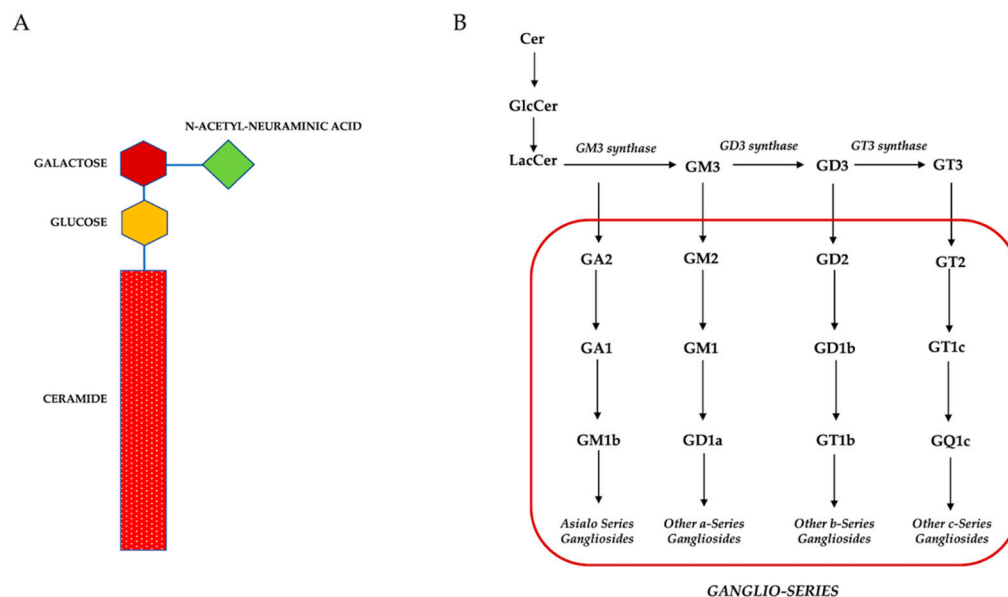 A
N-ACETYL-NEURAMINIC ACID
GALACTOSE
GLUCOSE
CERAMIDE
B
Cer
GlcCer
LacCer
GM3 synthase
GM3
GD3 synthase
GD3
GT3 synthase
GT3
GA2
GM2
GD2
GT2
GA1
GM1
GD1b
GT1c
GM1b
GD1a
GT1b
GQ1c
Asialo Series
Gangliosides
Other a-Series
Gangliosides
Other b-Series
Gangliosides
Other c-Series
Gangliosides
GANGLIO-SERIES